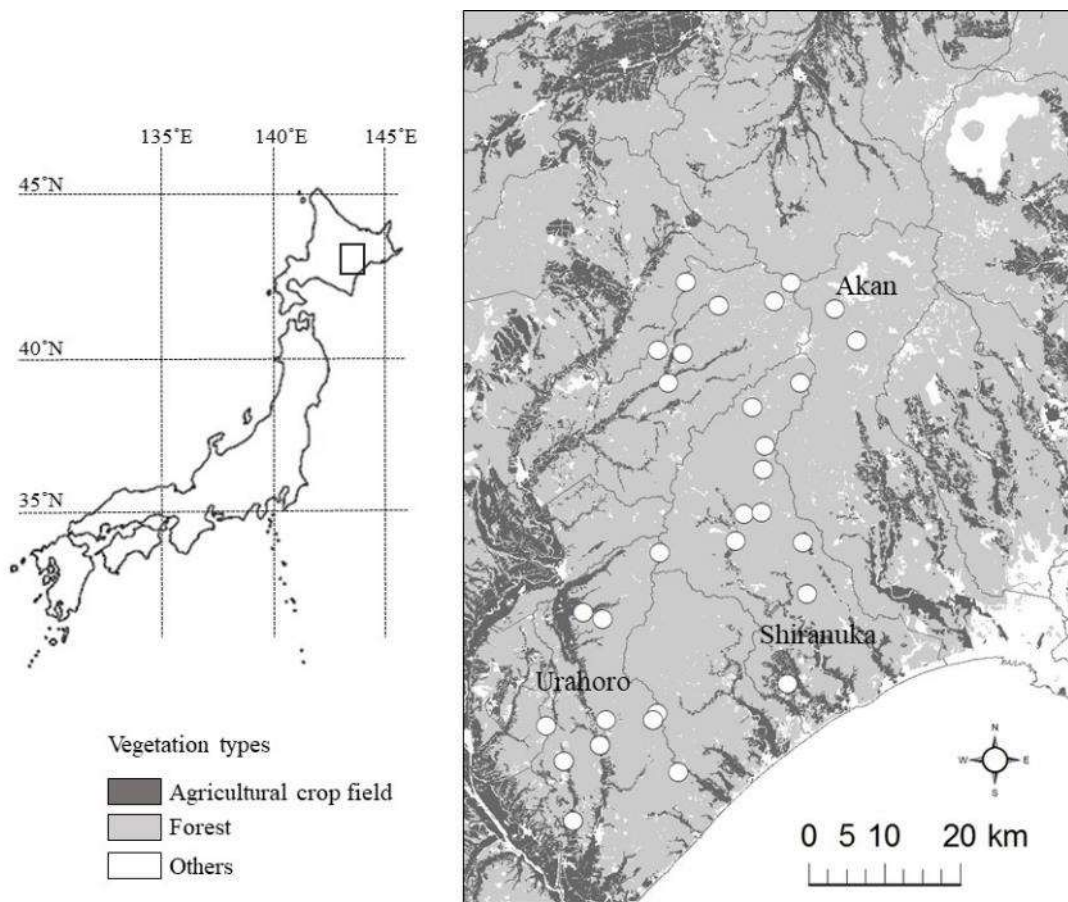 135˚E
140˚E
145˚E
45˚N
40˚N
35˚N
Vegetation types
Agricultural crop field
Forest
Others
Akan
Shiranuka
Urahoro
N
W
E
S
0 5 10 20 km